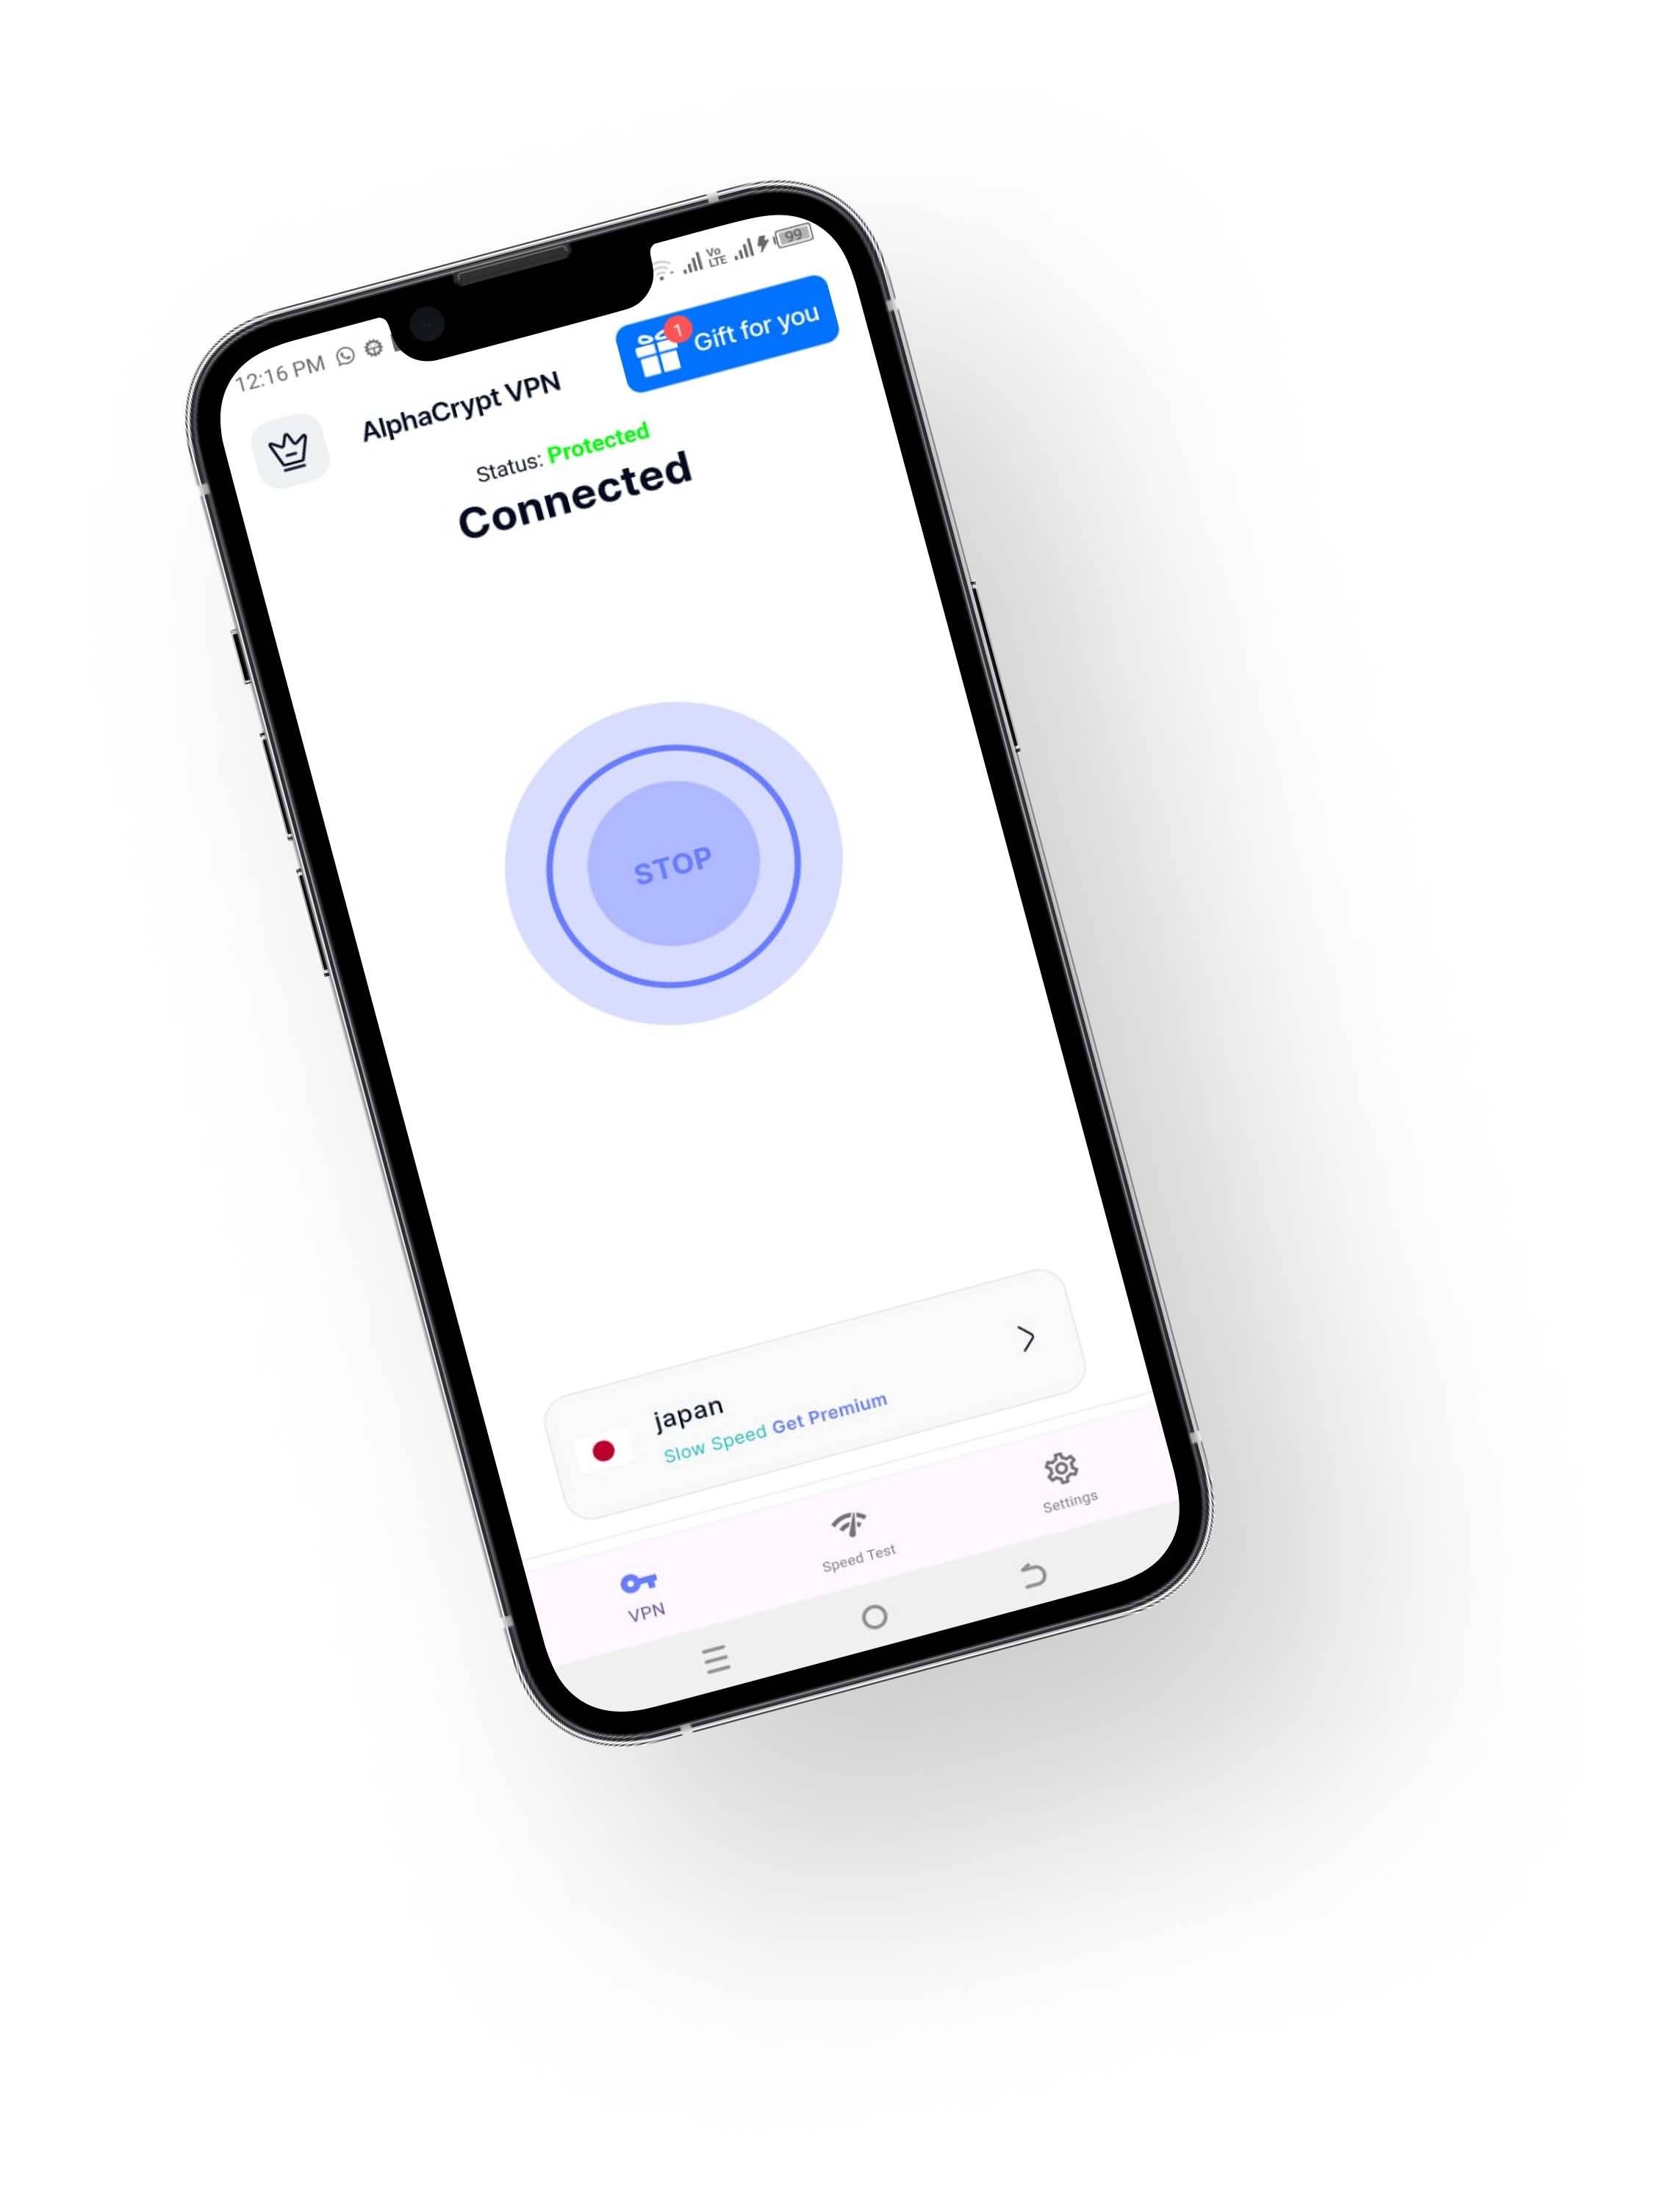 12:16 PM
Vo LTE
99
1
Gift for you
AlphaCrypt VPN
Status: Protected
Connected
STOP
japan
Slow Speed Get Premium
VPN
Speed Test
Settings